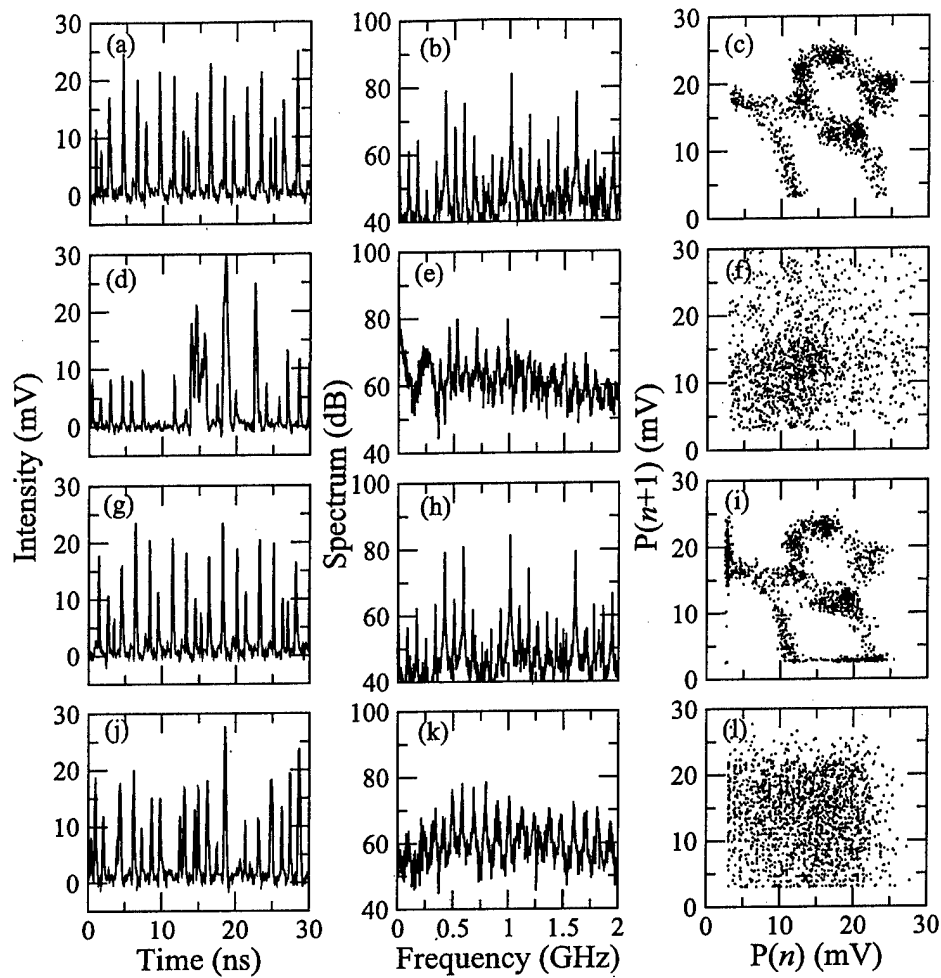 30 (a) 100 (b) 30 (c)
20 80 20
10 60 10
0 40 0
30 (d) 100 (e) 30 (f)
20 80 20
10 60 10
0 40 0
30 (g) 100 (h) 30 (i)
20 80 20
10 60 10
0 40 0
30 (j) 100 (k) 30 (l)
20 80 20
10 60 10
0 40 0
0 10 20 30 0 0.5 1 1.5 2 0 10 20 30
Intensity (mV)
Spectrum (dB)
P(n+1) (mV)
Time (ns) Frequency (GHz) P(n) (mV)